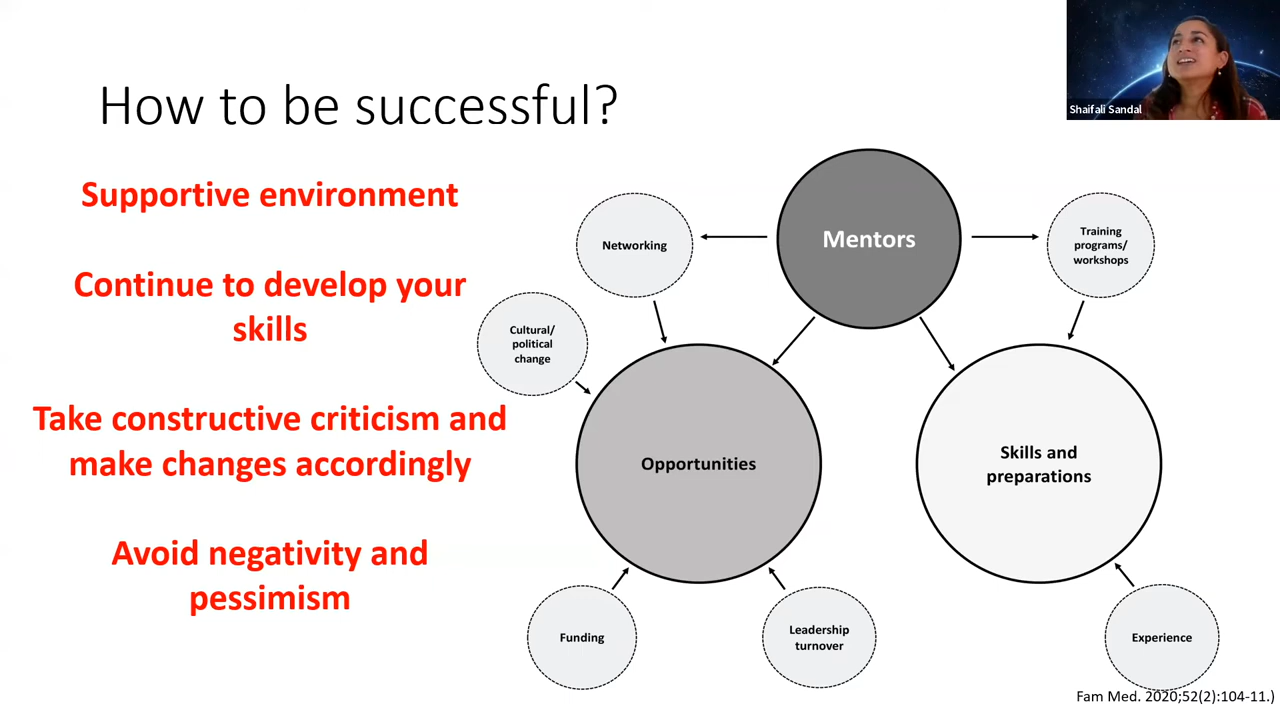 How to be successful?
Shaifali Sandal
Supportive environment
Continue to develop your
skills
Take constructive criticism and
make changes accordingly
Avoid negativity and
pessimism
Mentors
Networking
Training
programs/
workshops
Cultural/
political
change
Opportunities
Skills and
preparations
Funding
Leadership
turnover
Experience
Fam Med. 2020;52(2):104-11.)